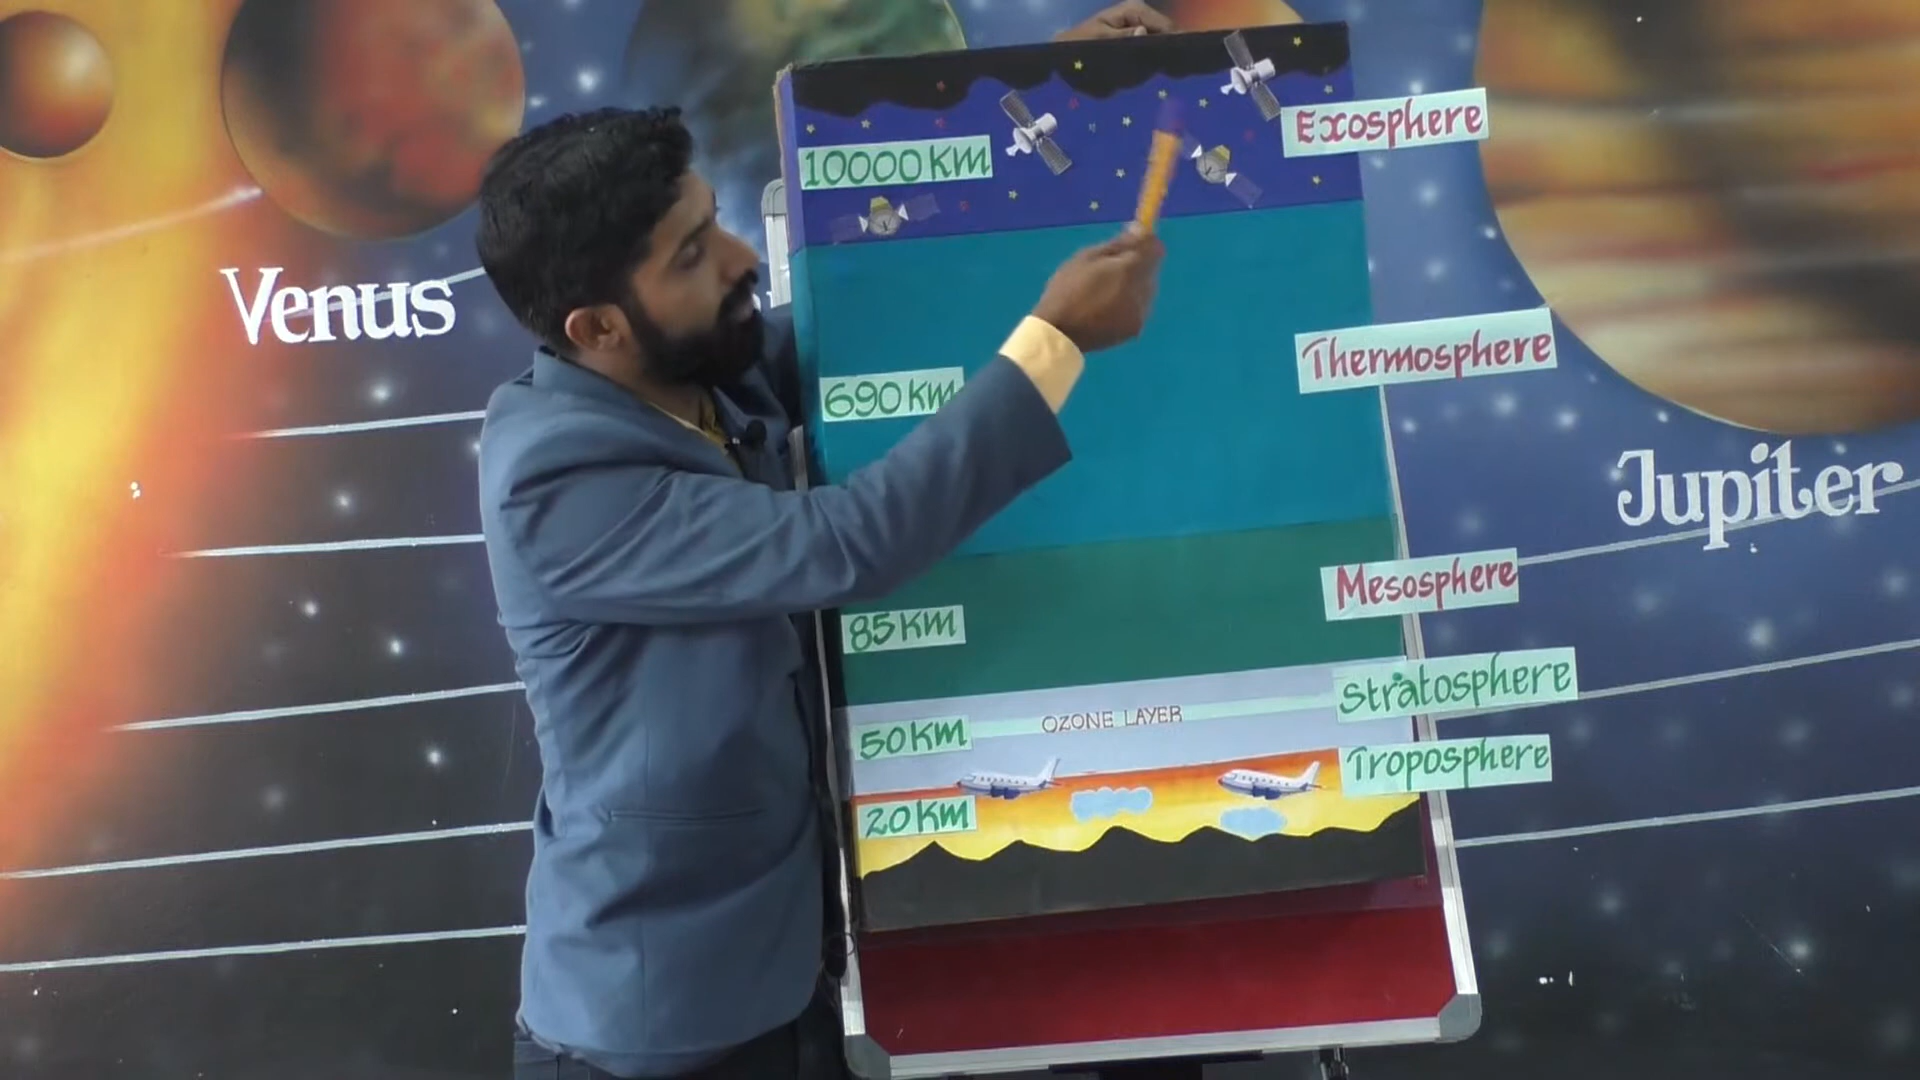 Exosphere
10000 KM
Venus
Thermosphere
690 KM
Jupiter
Mesosphere
85 KM
Stratosphere
OZONE LAYER
50 KM
Troposphere
20 KM